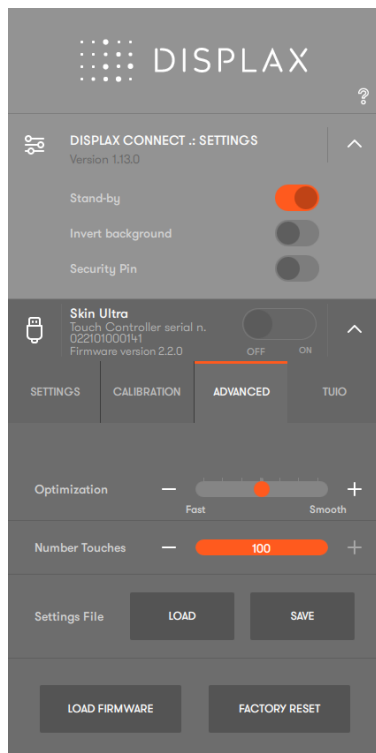 DISPLAX
?
DISPLAX CONNECT .: SETTINGS
Version 1.13.0
Stand-by
Invert background
Security Pin
Skin Ultra
Touch Controller serial n.
022101000141
Firmware version 2.2.0
OFF ON
SETTINGS CALIBRATION ADVANCED TUIO
Optimization
Fast Smooth
Number Touches 100
Settings File LOAD SAVE
LOAD FIRMWARE FACTORY RESET